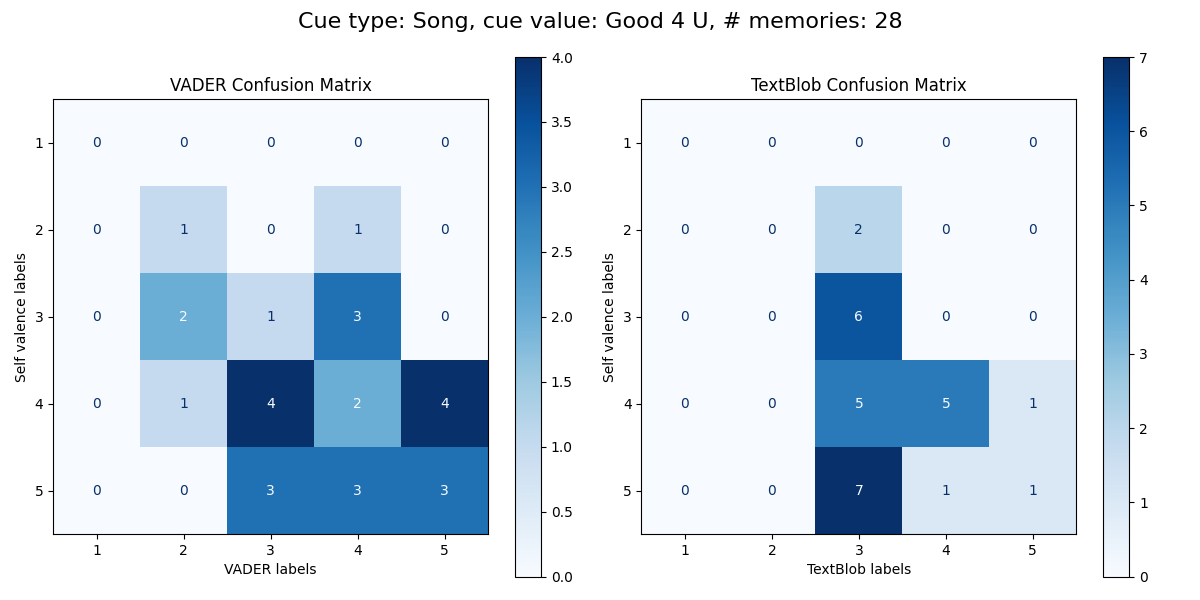 Cue type: Song, cue value: Good 4 U, # memories: 28
VADER Confusion Matrix
Self valence labels
1 0 0 0 0 0
2 0 1 0 1 0
3 0 2 1 3 0
4 0 1 4 2 4
5 0 0 3 3 3
1 2 3 4 5
VADER labels
4.0
3.5
3.0
2.5
2.0
1.5
1.0
0.5
0.0
TextBlob Confusion Matrix
Self valence labels
1 0 0 0 0 0
2 0 0 2 0 0
3 0 0 6 0 0
4 0 0 5 5 1
5 0 0 7 1 1
1 2 3 4 5
TextBlob labels
7
6
5
4
3
2
1
0